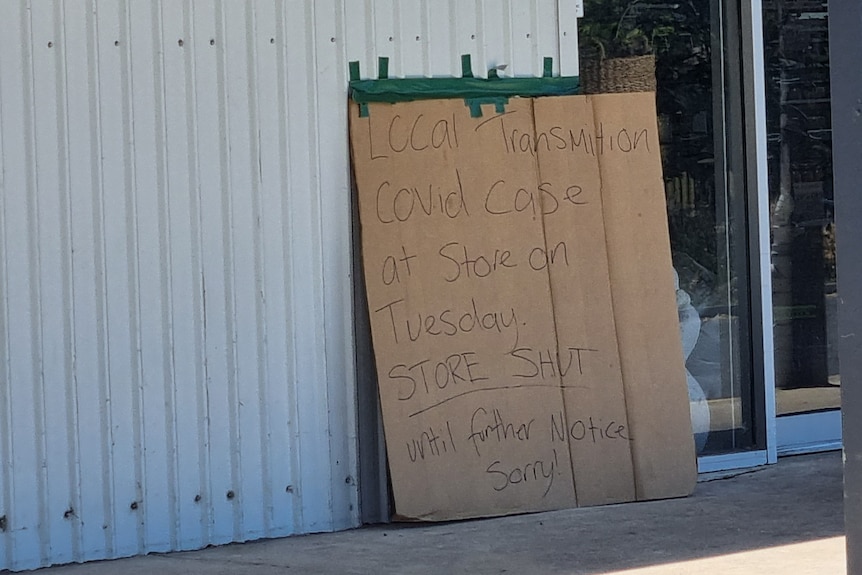 Local Transmition
Covid Case
at Store on
Tuesday.
STORE SHUT
until further Notice
Sorry!